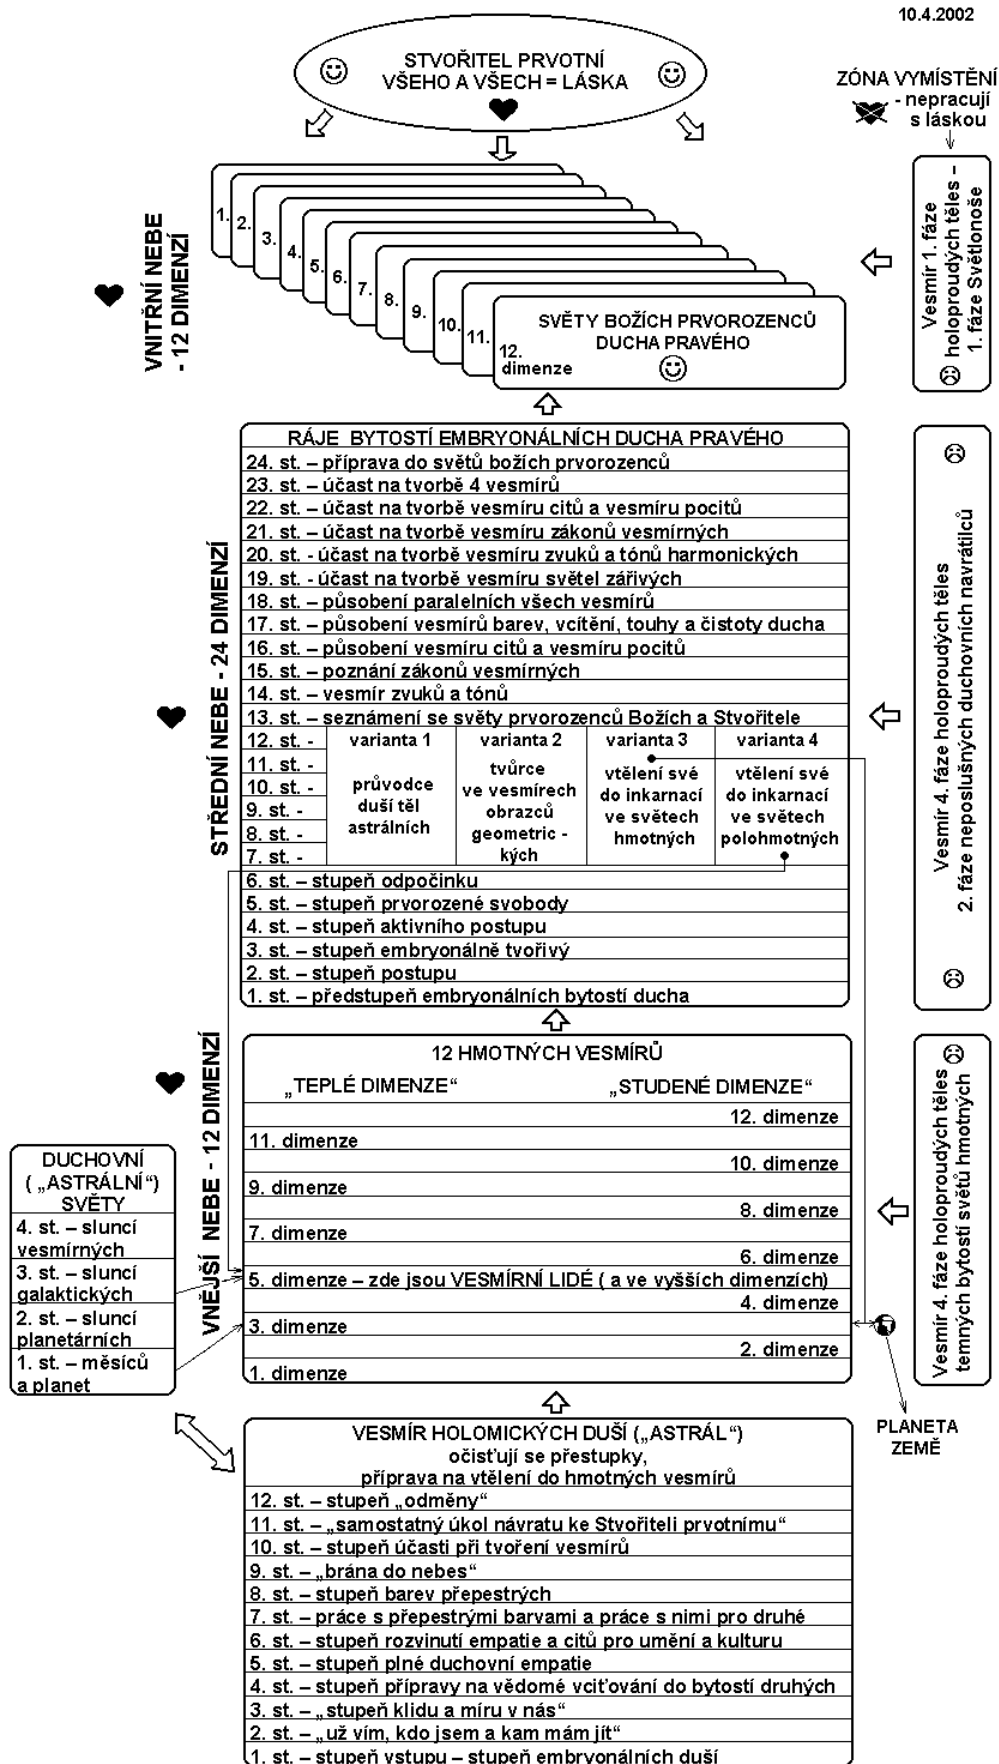 10.4.2002
STVOŘITEL PRVOTNÍ
VŠEHO A VŠECH = LÁSKA
ZÓNA VYMÍSTĚNÍ
- nepracují
s láskou
VNITŘNÍ NEBE
- 12 DIMENZÍ
1.
2.
3.
4.
5.
6.
7.
8.
9.
10.
11.
12.
dimenze
SVĚTY BOŽÍCH PRVOROZENCŮ
DUCHA PRAVÉHO
Vesmír 1. fáze
holoproudých těles –
1. fáze Světlonoše
STŘEDNÍ NEBE - 24 DIMENZÍ
RÁJE BYTOSTÍ EMBRYONÁLNÍCH DUCHA PRAVÉHO
24. st. – příprava do světů božích prvorozenců
23. st. – účast na tvorbě 4 vesmírů
22. st. – účast na tvorbě vesmíru citů a vesmíru pocitů
21. st. – účast na tvorbě vesmíru zákonů vesmírných
20. st. - účast na tvorbě vesmíru zvuků a tónů harmonických
19. st. - účast na tvorbě vesmíru světel zářivých
18. st. – působení paralelních všech vesmírů
17. st. – působení vesmírů barev, vcítění, touhy a čistoty ducha
16. st. – působení vesmíru citů a vesmíru pocitů
15. st. – poznání zákonů vesmírných
14. st. – vesmír zvuků a tónů
13. st. – seznámení se světy prvorozenců Božích a Stvořitele
12. st. -
11. st. -
10. st. -
9. st. -
8. st. -
7. st. -
varianta 1
průvodce
duší těl
astrálních
varianta 2
tvůrce
ve vesmírech
obrazců
geometric -
kých
varianta 3
vtělení své
do inkarnací
ve světech
hmotných
varianta 4
vtělení své
do inkarnací
ve světech
polohmotných
6. st. – stupeň odpočinku
5. st. – stupeň prvorozené svobody
4. st. – stupeň aktivního postupu
3. st. – stupeň embryonálně tvořivý
2. st. – stupeň postupu
1. st. – předstupeň embryonálních bytostí ducha
Vesmír 4. fáze holoproudých těles
2. fáze neposlušných duchovních navrátilců
VNĚJŠÍ NEBE - 12 DIMENZÍ
12 HMOTNÝCH VESMÍRŮ
„TEPLÉ DIMENZE“
„STUDENÉ DIMENZE“
12. dimenze
11. dimenze
10. dimenze
9. dimenze
8. dimenze
7. dimenze
6. dimenze
5. dimenze – zde jsou VESMÍRNÍ LIDÉ ( a ve vyšších dimenzích)
4. dimenze
3. dimenze
2. dimenze
1. dimenze
DUCHOVNÍ
( „ASTRÁLNÍ“)
SVĚTY
4. st. – sluncí
vesmírných
3. st. – sluncí
galaktických
2. st. – sluncí
planetárních
1. st. – měsíců
a planet
Vesmír 4. fáze holoproudých těles
temných bytostí světů hmotných
PLANETA
ZEMĚ
VESMÍR HOLOMICKÝCH DUŠÍ („ASTRÁL“)
očisťují se přestupky,
příprava na vtělení do hmotných vesmírů
12. st. – stupeň „odměny“
11. st. – „samostatný úkol návratu ke Stvořiteli prvotnímu“
10. st. – stupeň účasti při tvoření vesmírů
9. st. – „brána do nebes“
8. st. – stupeň barev přepestrých
7. st. – práce s přepestrými barvami a práce s nimi pro druhé
6. st. – stupeň rozvinutí empatie a citů pro umění a kulturu
5. st. – stupeň plné duchovní empatie
4. st. – stupeň přípravy na vědomé vciťování do bytostí druhých
3. st. – „stupeň klidu a míru v nás“
2. st. – „už vím, kdo jsem a kam mám jít“
1. st. – stupeň vstupu – stupeň embryonálních duší